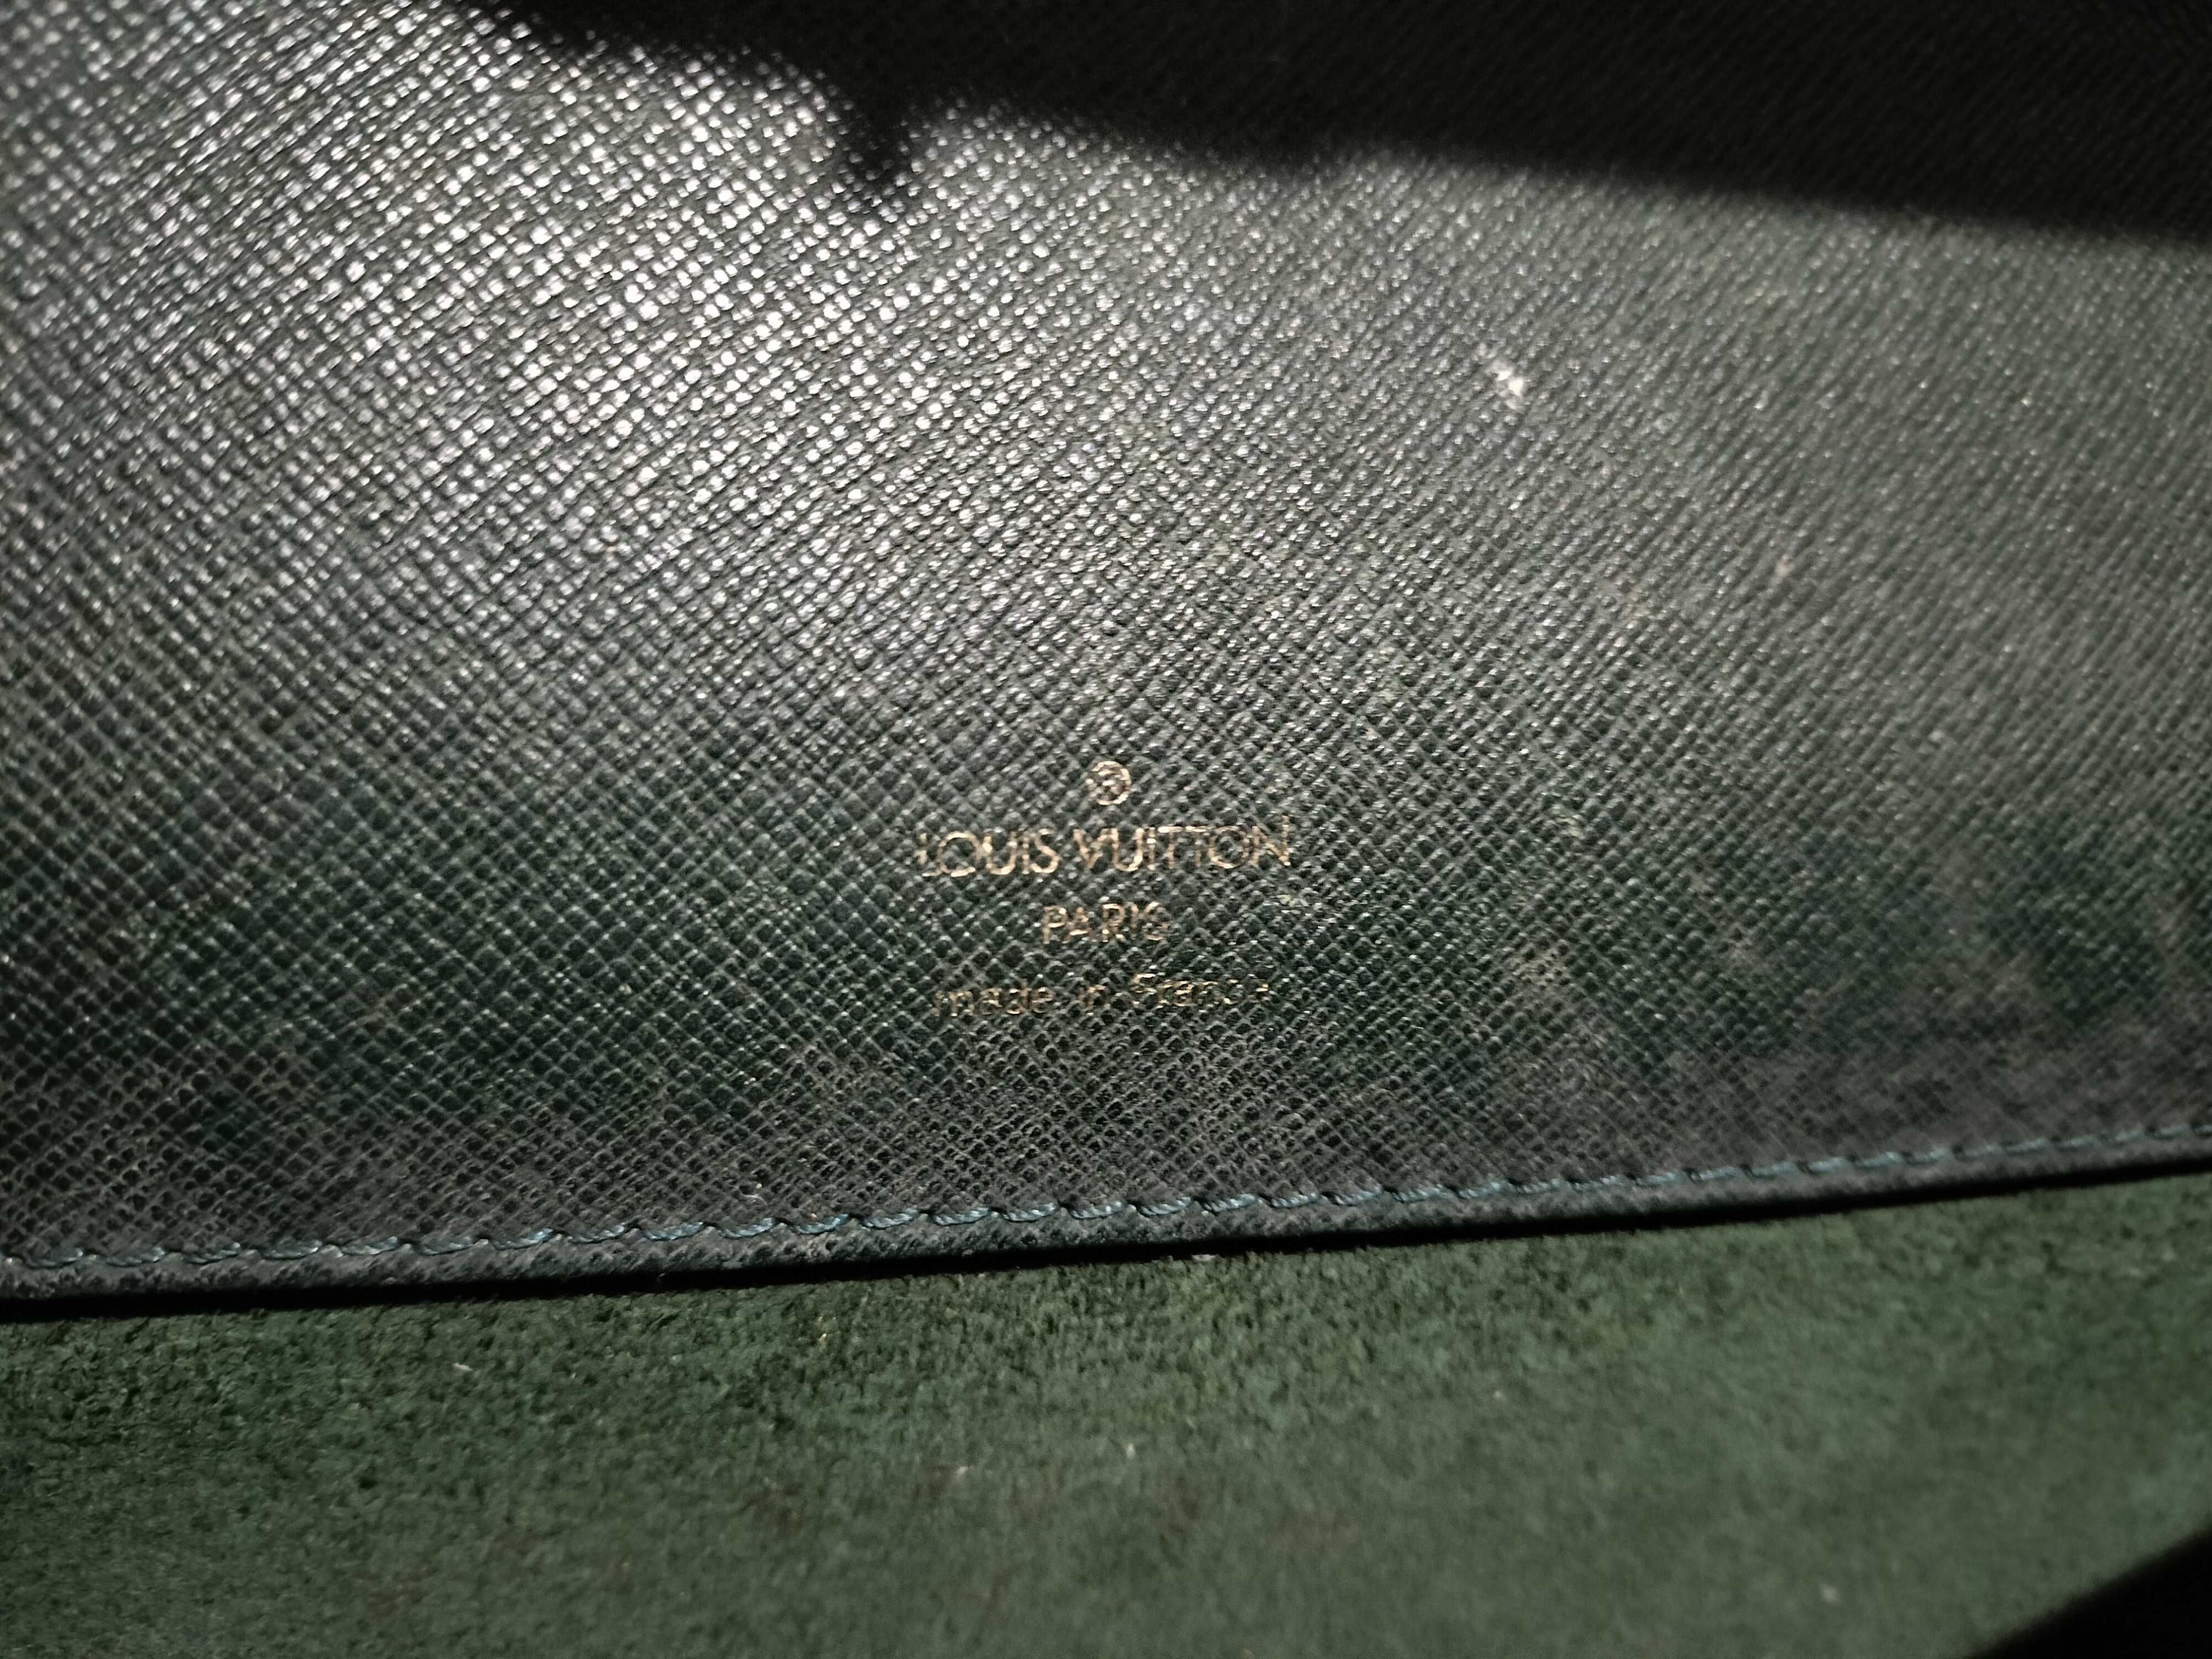 ®
LOUIS VUITTON
PARIS
made in France